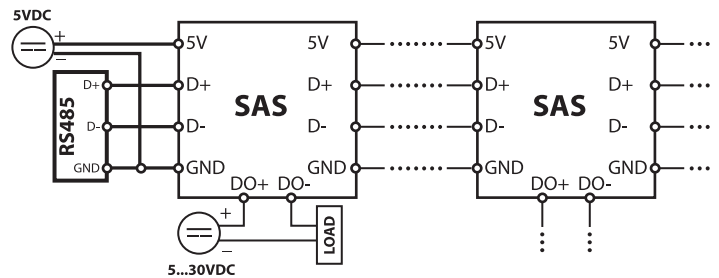 5VDC
+
−
5V 5V 5V 5V
RS485
D+ D+ D+ D+ D+
SAS SAS
D- D- D- D- D-
GND GND GND GND GND
DO+ DO- DO+ DO-
+
−
LOAD
5...30VDC